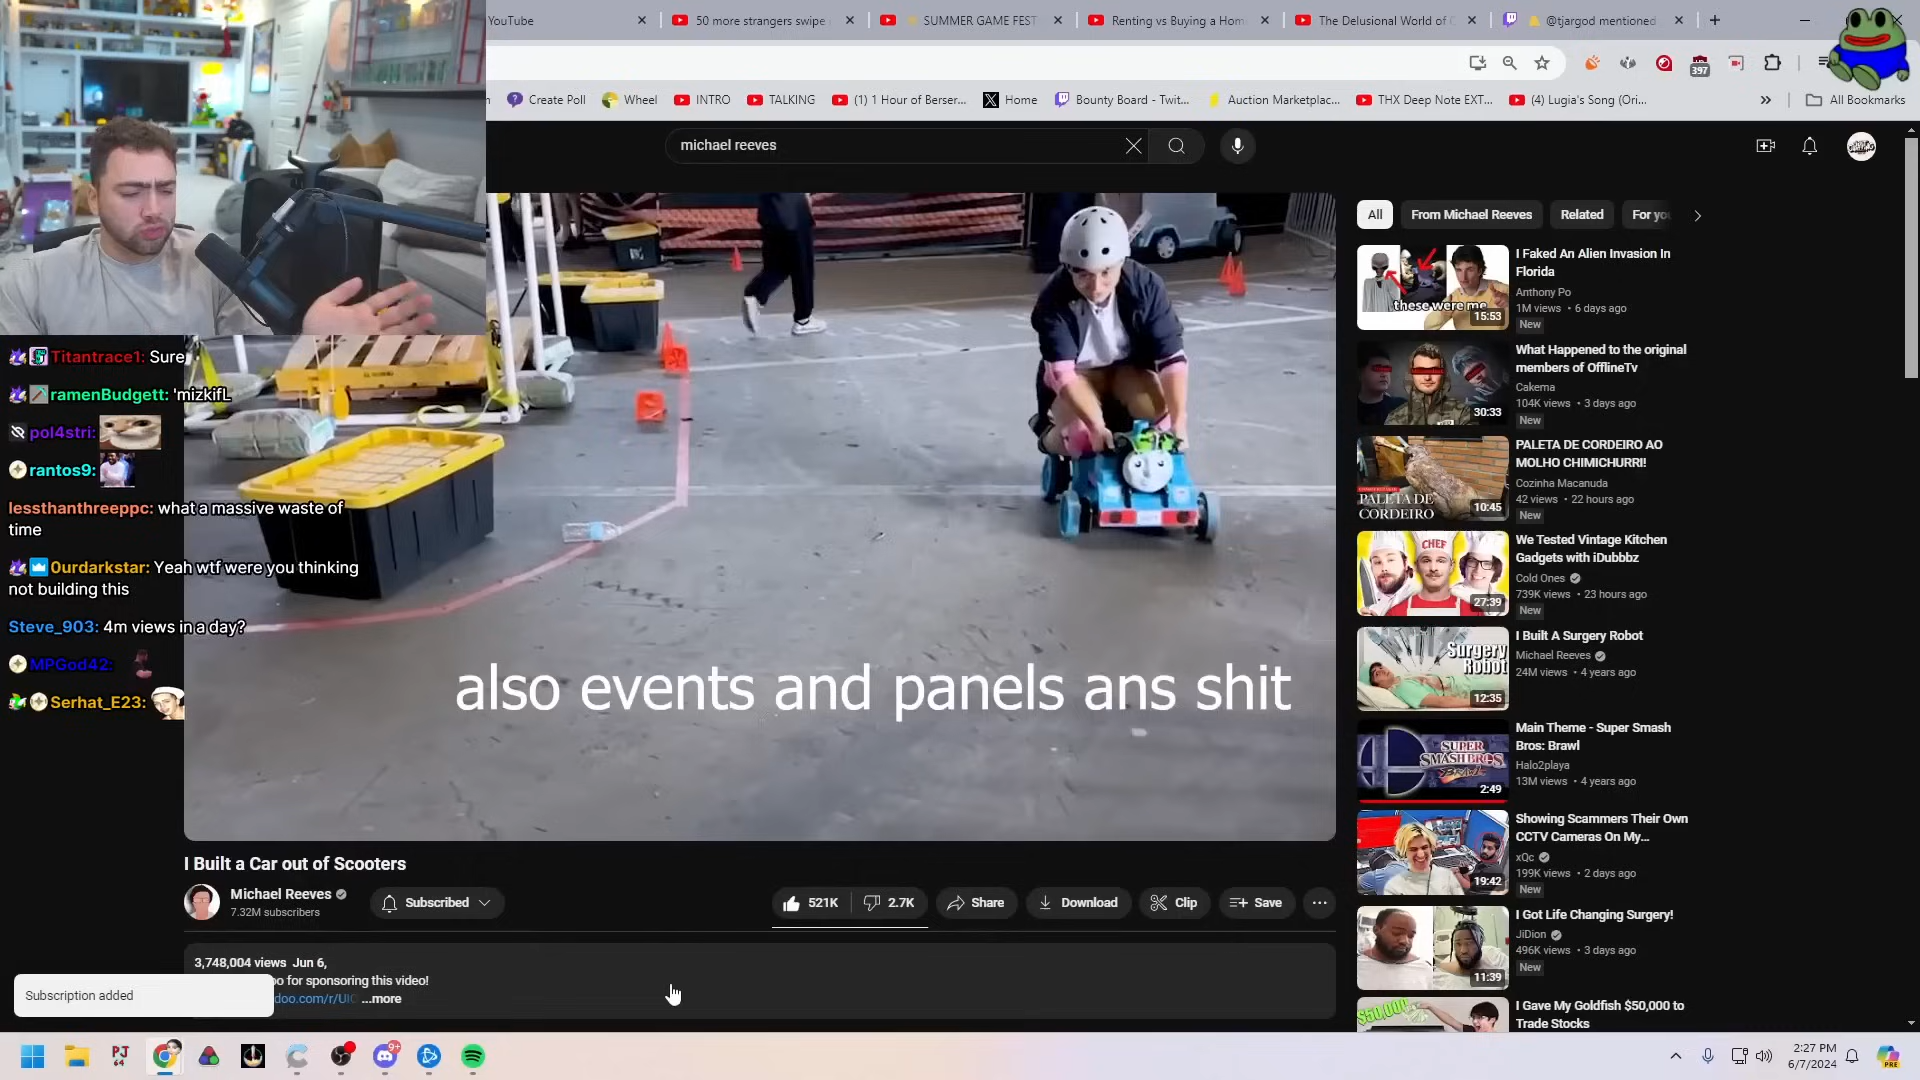 YouTube
50 more strangers swipe
SUMMER GAME FEST
Renting vs Buying a Hom
The Delusional World of
@tjargod mentioned
397
Create Poll
Wheel
INTRO
TALKING
(1) 1 Hour of Berser...
Home
Bounty Board - Twit...
Auction Marketplac...
THX Deep Note EXT...
(4) Lugia's Song (Ori...
All Bookmarks
michael reeves
Titantrace1: Sure
ramenBudgett: 'mizkifL
pol4stri:
rantos9:
lessthanthreeppc: what a massive waste of
time
0urdarkstar: Yeah wtf were you thinking
not building this
Steve_903: 4m views in a day?
MPGod42:
Serhat_E23:
also events and panels ans shit
I Built a Car out of Scooters
Michael Reeves
7.32M subscribers
Subscribed
521K
2.7K
Share
Download
Clip
Save
3,748,004 views Jun 6,
oo for sponsoring this video!
doo.com/r/UI
...more
Subscription added
All
From Michael Reeves
Related
For you
these were me
15:53
I Faked An Alien Invasion In
Florida
Anthony Po
1M views • 6 days ago
New
30:33
What Happened to the original
members of OfflineTv
Cakema
104K views • 3 days ago
New
PALETA DE
CORDEIRO
10:45
PALETA DE CORDEIRO AO
MOLHO CHIMICHURRI!
Cozinha Macanuda
42 views • 22 hours ago
New
CHEF
27:39
We Tested Vintage Kitchen
Gadgets with iDubbbz
Cold Ones
739K views • 23 hours ago
New
Surgery
Robot
12:35
I Built A Surgery Robot
Michael Reeves
24M views • 4 years ago
SUPER
SMASH BROS.
BRAWL
2:49
Main Theme - Super Smash
Bros: Brawl
Halo2playa
13M views • 4 years ago
19:42
Showing Scammers Their Own
CCTV Cameras On My...
xQc
199K views • 2 days ago
New
11:39
I Got Life Changing Surgery!
JiDion
496K views • 3 days ago
New
$50,000
I Gave My Goldfish $50,000 to
Trade Stocks
PJ
64
9+
2:27 PM
6/7/2024
PRE